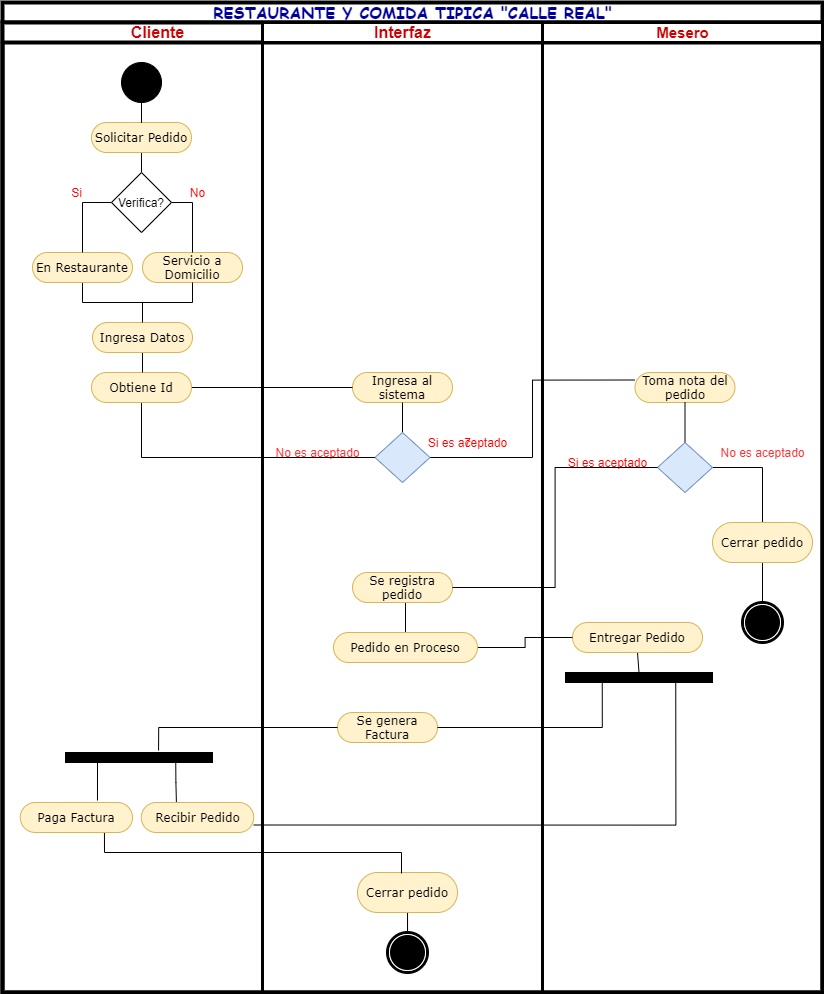 RESTAURANTE Y COMIDA TIPICA "CALLE REAL"
Cliente
Interfaz
Mesero
Solicitar Pedido
Si
Verifica?
No
En Restaurante
Servicio a
Domicilio
Ingresa Datos
Obtiene Id
Ingresa al
sistema
Toma nota del
pedido
No es aceptado
Si es aceptado
7
Si es aceptado
No es aceptado
Cerrar pedido
Se registra
pedido
Pedido en Proceso
Entregar Pedido
Se genera
Factura
Paga Factura
Recibir Pedido
Cerrar pedido